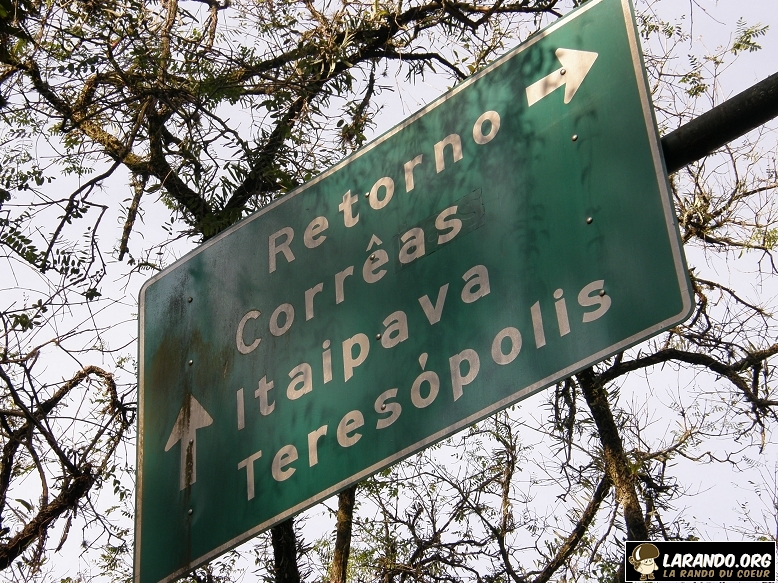 Retorno
Corrêas
Itaipava
Teresópolis
LARANDO.ORG
LA RANDO DU COEUR